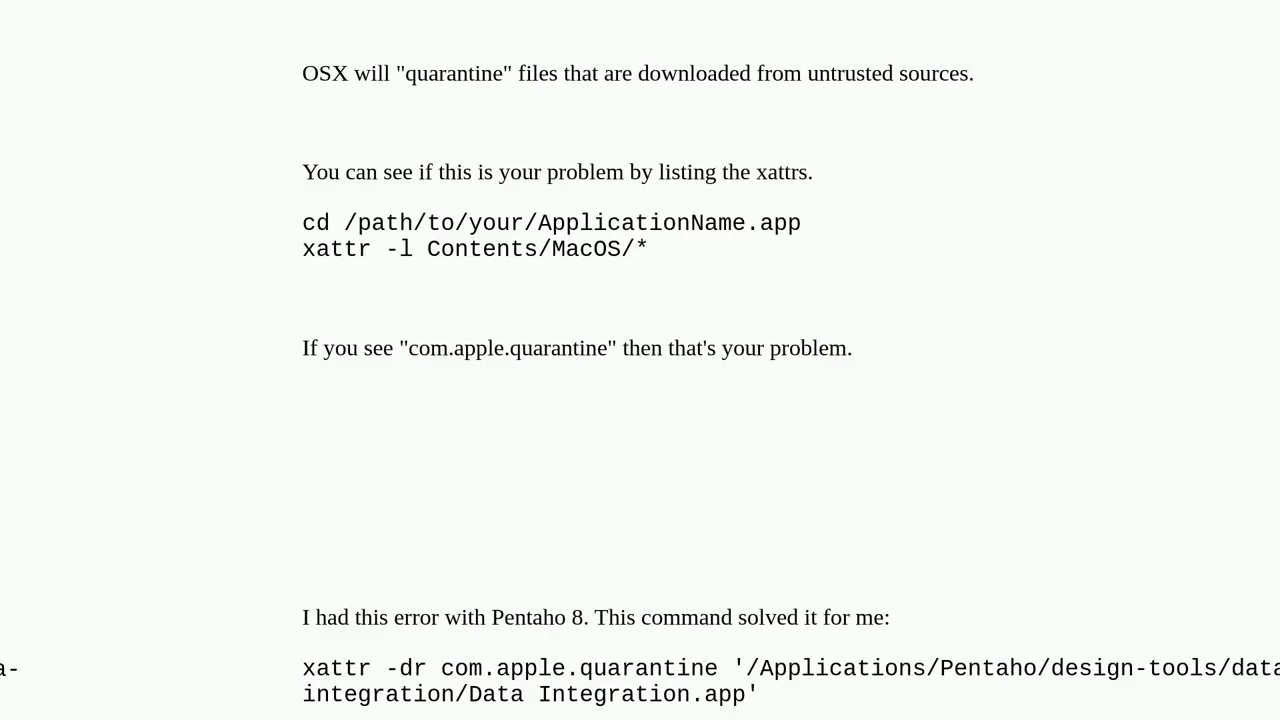 OSX will "quarantine" files that are downloaded from untrusted sources.
You can see if this is your problem by listing the xattrs.
cd /path/to/your/ApplicationName.app
xattr -l Contents/MacOS/*
If you see "com.apple.quarantine" then that's your problem.
I had this error with Pentaho 8. This command solved it for me:
a-
xattr -dr com.apple.quarantine '/Applications/Pentaho/design-tools/data
integration/Data Integration.app'